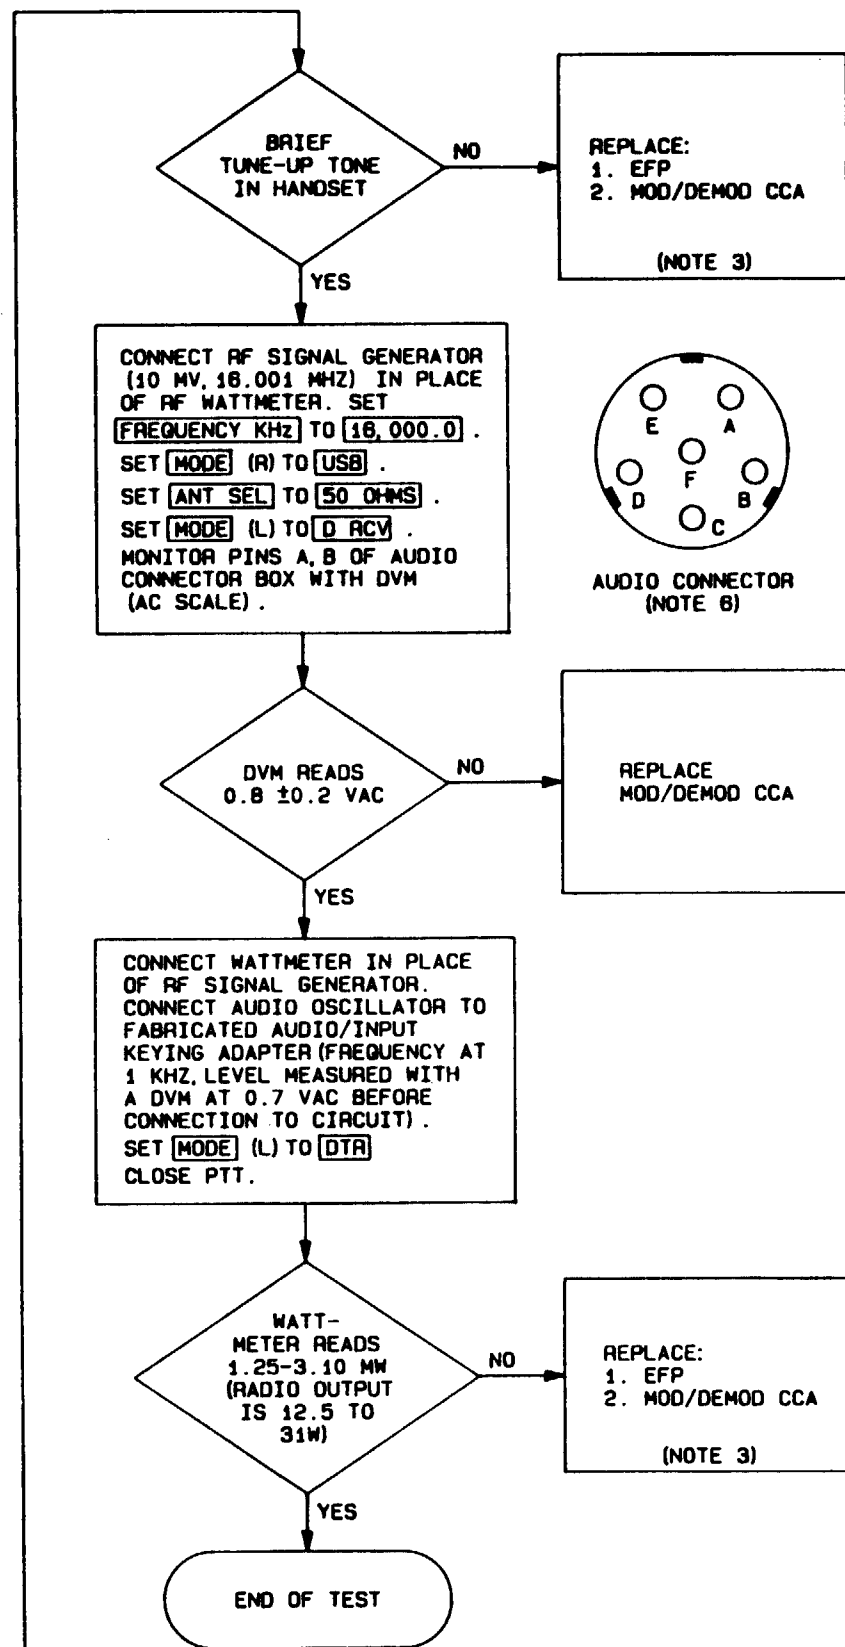 BRIEF
TUNE-UP TONE
IN HANDSET
NO
REPLACE:
1. EFP
2. MOD/DEMOD CCA
(NOTE 3)
YES
CONNECT RF SIGNAL GENERATOR
(10 MV, 16.001 MHZ) IN PLACE
OF RF WATTMETER. SET
FREQUENCY KHz TO 16,000.0 .
SET MODE (R) TO USB .
SET ANT SEL TO 50 OHMS .
SET MODE (L) TO D RCV .
MONITOR PINS A, B OF AUDIO
CONNECTOR BOX WITH DVM
(AC SCALE) .
E
A
F
D
B
C
AUDIO CONNECTOR
(NOTE 6)
DVM READS
0.8 ±0.2 VAC
NO
REPLACE
MOD/DEMOD CCA
YES
CONNECT WATTMETER IN PLACE
OF RF SIGNAL GENERATOR.
CONNECT AUDIO OSCILLATOR TO
FABRICATED AUDIO/INPUT
KEYING ADAPTER (FREQUENCY AT
1 KHZ, LEVEL MEASURED WITH
A DVM AT 0.7 VAC BEFORE
CONNECTION TO CIRCUIT) .
SET MODE (L) TO DTR
CLOSE PTT.
WATT-
METER READS
1.25-3.10 MW
(RADIO OUTPUT
IS 12.5 TO
31W)
NO
REPLACE:
1. EFP
2. MOD/DEMOD CCA
(NOTE 3)
YES
END OF TEST